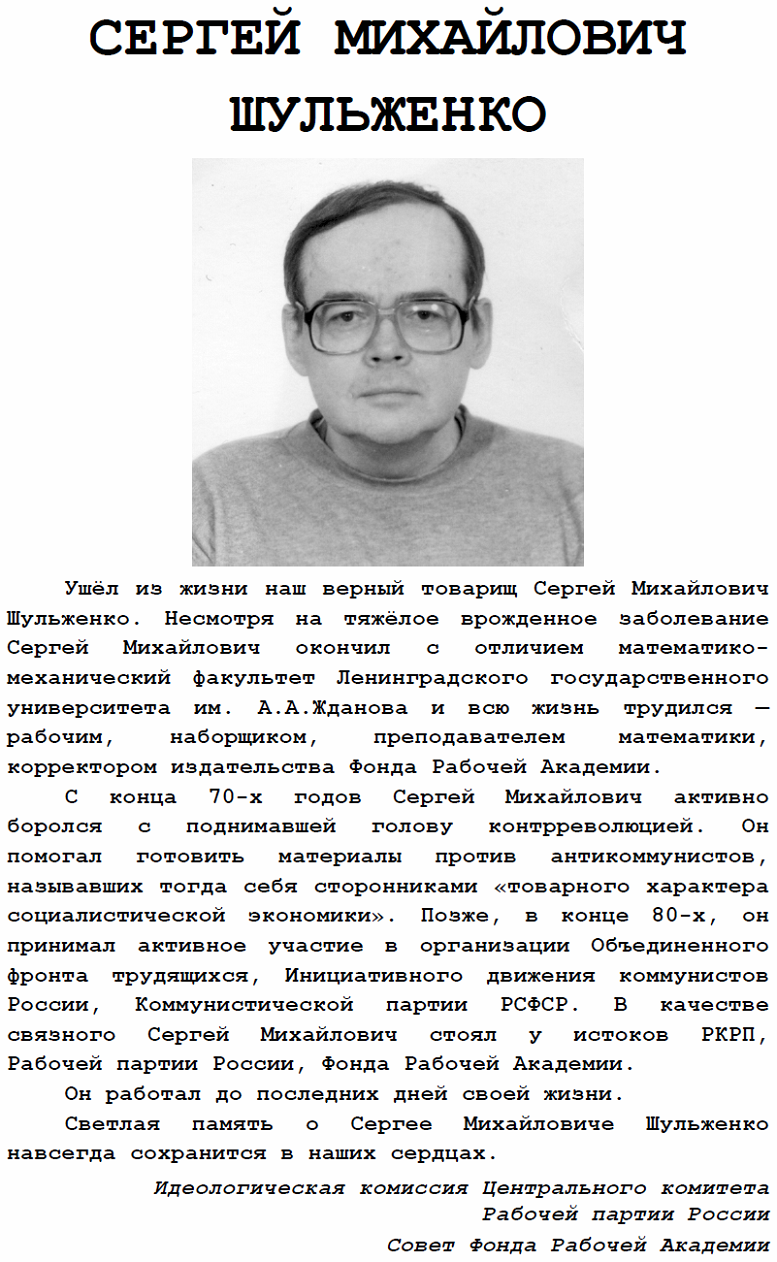 СЕРГЕЙ МИХАЙЛОВИЧ
ШУЛЬЖЕНКО
Ушёл из жизни наш верный товарищ Сергей Михайлович
Шульженко. Несмотря на тяжёлое врожденное заболевание
Сергей Михайлович окончил с отличием математико-
механический факультет Ленинградского государственного
университета им. А.А.Жданова и всю жизнь трудился —
рабочим, наборщиком, преподавателем математики,
корректором издательства Фонда Рабочей Академии.
С конца 70-х годов Сергей Михайлович активно
боролся с поднимавшей голову контрреволюцией. Он
помогал готовить материалы против антикоммунистов,
называвших тогда себя сторонниками «товарного характера
социалистической экономики». Позже, в конце 80-х, он
принимал активное участие в организации Объединенного
фронта трудящихся, Инициативного движения коммунистов
России, Коммунистической партии РСФСР. В качестве
связного Сергей Михайлович стоял у истоков РКРП,
Рабочей партии России, Фонда Рабочей Академии.
Он работал до последних дней своей жизни.
Светлая память о Сергее Михайловиче Шульженко
навсегда сохранится в наших сердцах.
Идеологическая комиссия Центрального комитета
Рабочей партии России
Совет Фонда Рабочей Академии